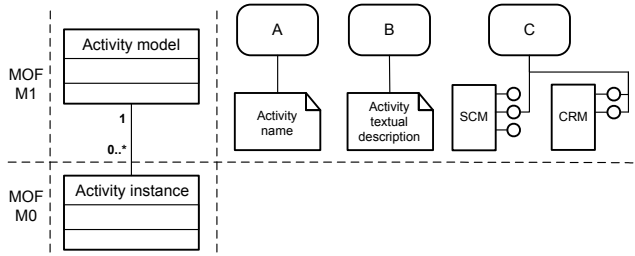 MOF
M1
Activity model
1
0..*
A
B
C
Activity
name
Activity
textual
description
SCM
CRM
MOF
M0
Activity instance